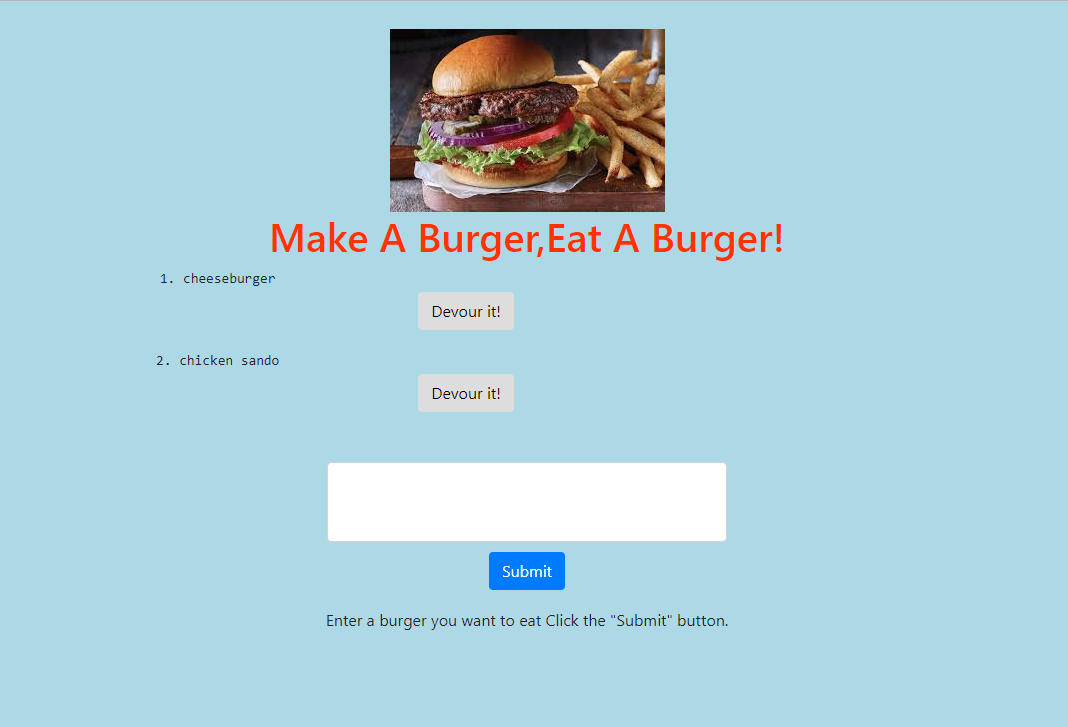 Make A Burger,Eat A Burger!
1. cheeseburger
Devour it!
2. chicken sando
Devour it!
Submit
Enter a burger you want to eat Click the "Submit" button.